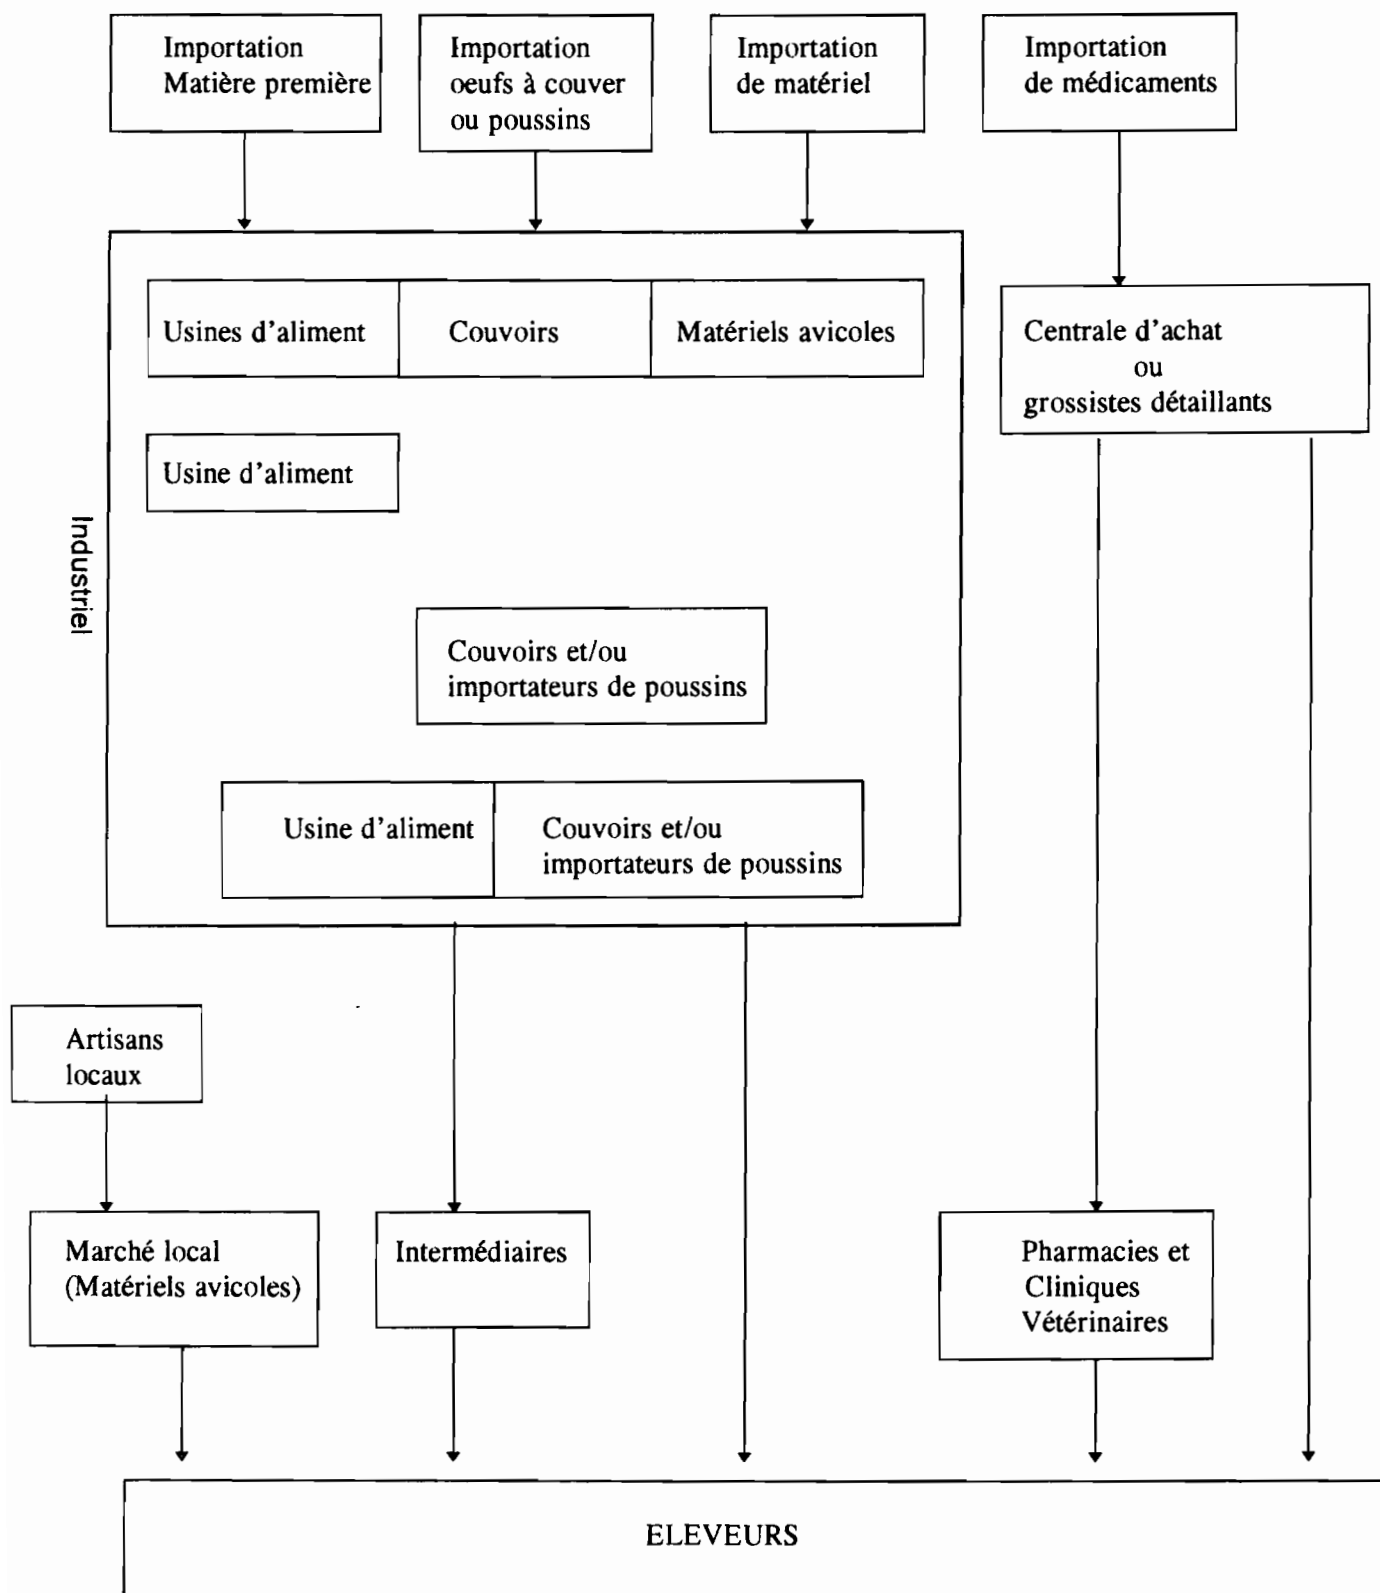 Importation
Matière première
Importation
oeufs à couver
ou poussins
Importation
de matériel
Importation
de médicaments
Usines d'aliment
Couvoirs
Matériels avicoles
Centrale d'achat
ou
grossistes détaillants
Usine d'aliment
Industriel
Couvoirs et/ou
importateurs de poussins
Usine d'aliment
Couvoirs et/ou
importateurs de poussins
Artisans
locaux
Marché local
(Matériels avicoles)
Intermédiaires
Pharmacies et
Cliniques
Vétérinaires
ELEVEURS